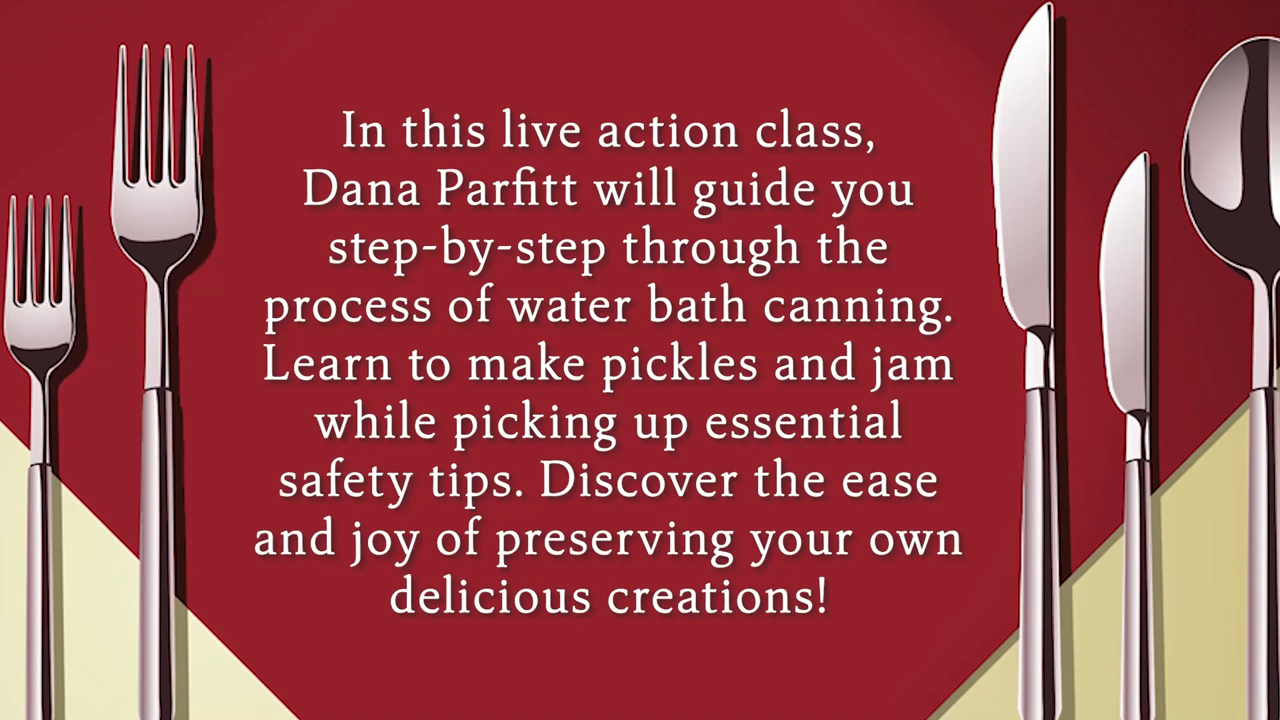 In this live action class,
Dana Parfitt will guide you
step-by-step through the
process of water bath canning.
Learn to make pickles and jam
while picking up essential
safety tips. Discover the ease
and joy of preserving your own
delicious creations!